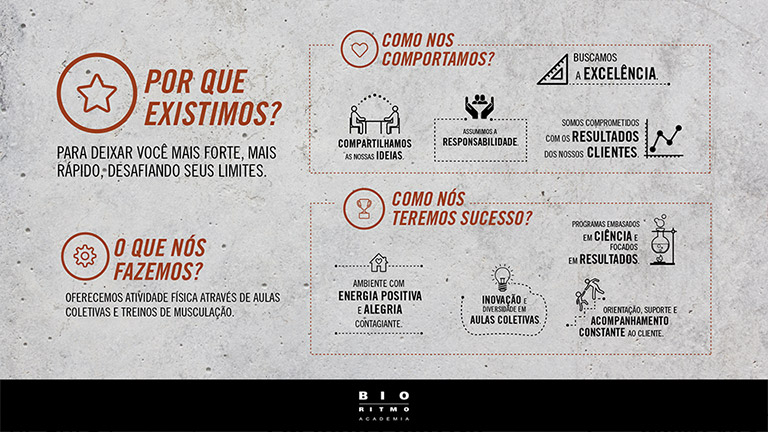 POR QUE
EXISTIMOS?
PARA DEIXAR VOCÊ MAIS FORTE, MAIS
RÁPIDO, DESAFIANDO SEUS LIMITES.
O QUE NÓS
FAZEMOS?
OFERECEMOS ATIVIDADE FÍSICA ATRAVÉS DE AULAS
COLETIVAS E TREINOS DE MUSCULAÇÃO.
COMO NOS
COMPORTAMOS?
BUSCAMOS
A EXCELÊNCIA.
COMPARTILHAMOS
AS NOSSAS IDEIAS.
ASSUMIMOS A
RESPONSABILIDADE.
SOMOS COMPROMETIDOS
COM OS RESULTADOS
DOS NOSSOS CLIENTES.
COMO NÓS
TEREMOS SUCESSO?
PROGRAMAS EMBASADOS
EM CIÊNCIA E
FOCADOS
EM RESULTADOS.
AMBIENTE COM
ENERGIA POSITIVA
E ALEGRIA
CONTAGIANTE.
INOVAÇÃO E
DIVERSIDADE EM
AULAS COLETIVAS.
ORIENTAÇÃO, SUPORTE E
ACOMPANHAMENTO
CONSTANTE AO CLIENTE.
BIO
RITMO
ACADEMIA